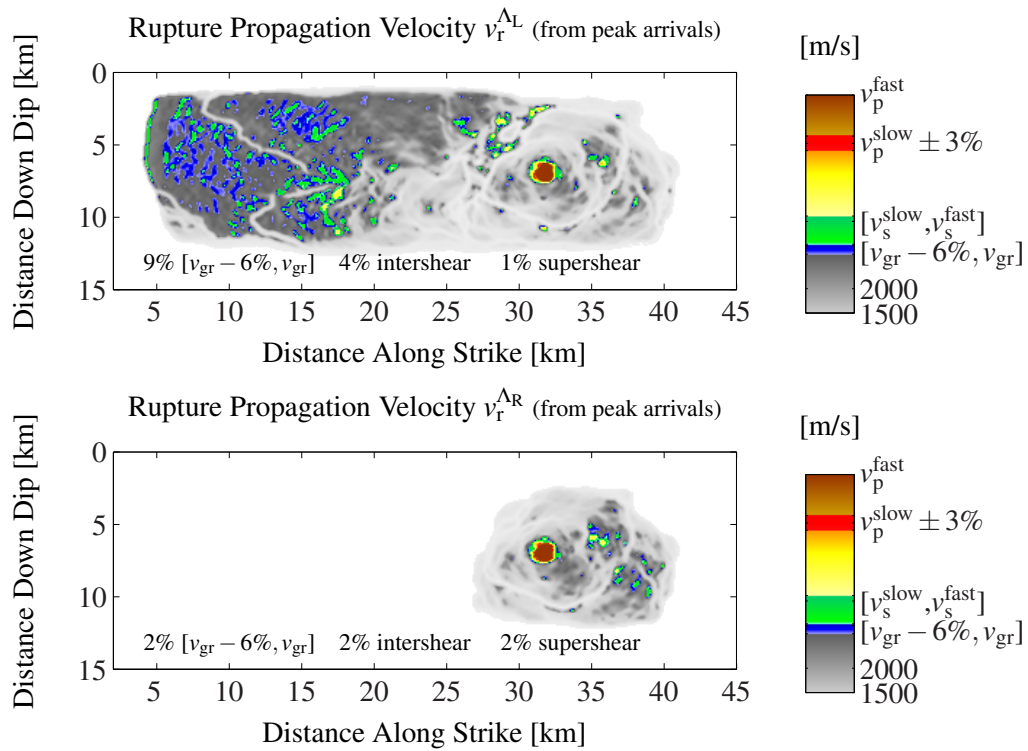 Rupture Propagation Velocity v_r^{Λ_L} (from peak arrivals)
[m/s]
Distance Down Dip [km]
0
5
10
15
9% [v_gr − 6%, v_gr] 4% intershear 1% supershear
5 10 15 20 25 30 35 40 45
Distance Along Strike [km]
v_p^fast
v_p^slow ± 3%
[v_s^slow,v_s^fast]
[v_gr − 6%, v_gr]
2000
1500
Rupture Propagation Velocity v_r^{Λ_R} (from peak arrivals)
[m/s]
Distance Down Dip [km]
0
5
10
15
2% [v_gr − 6%, v_gr] 2% intershear 2% supershear
5 10 15 20 25 30 35 40 45
Distance Along Strike [km]
v_p^fast
v_p^slow ± 3%
[v_s^slow,v_s^fast]
[v_gr − 6%, v_gr]
2000
1500